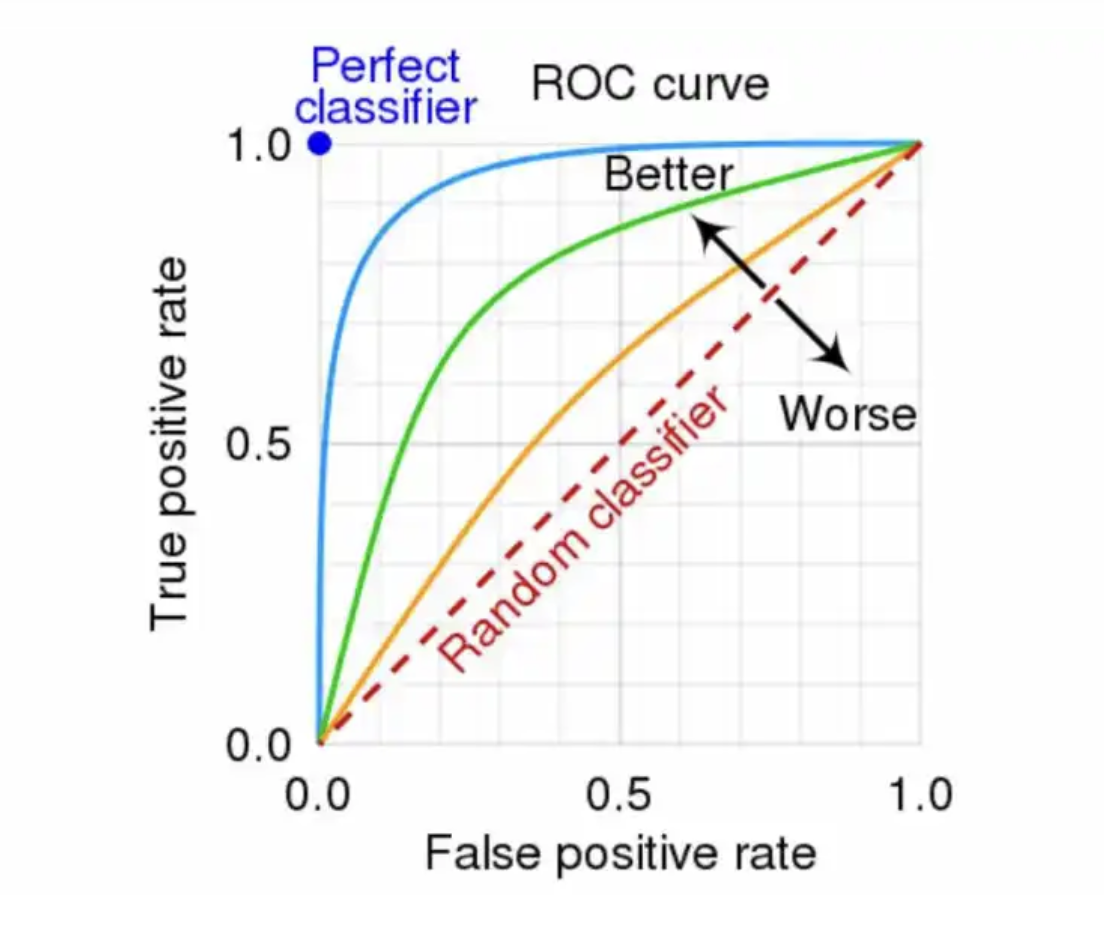 Perfect
classifier
ROC curve
1.0
Better
True positive rate
0.5
Worse
Random classifier
0.0
0.0
0.5
1.0
False positive rate